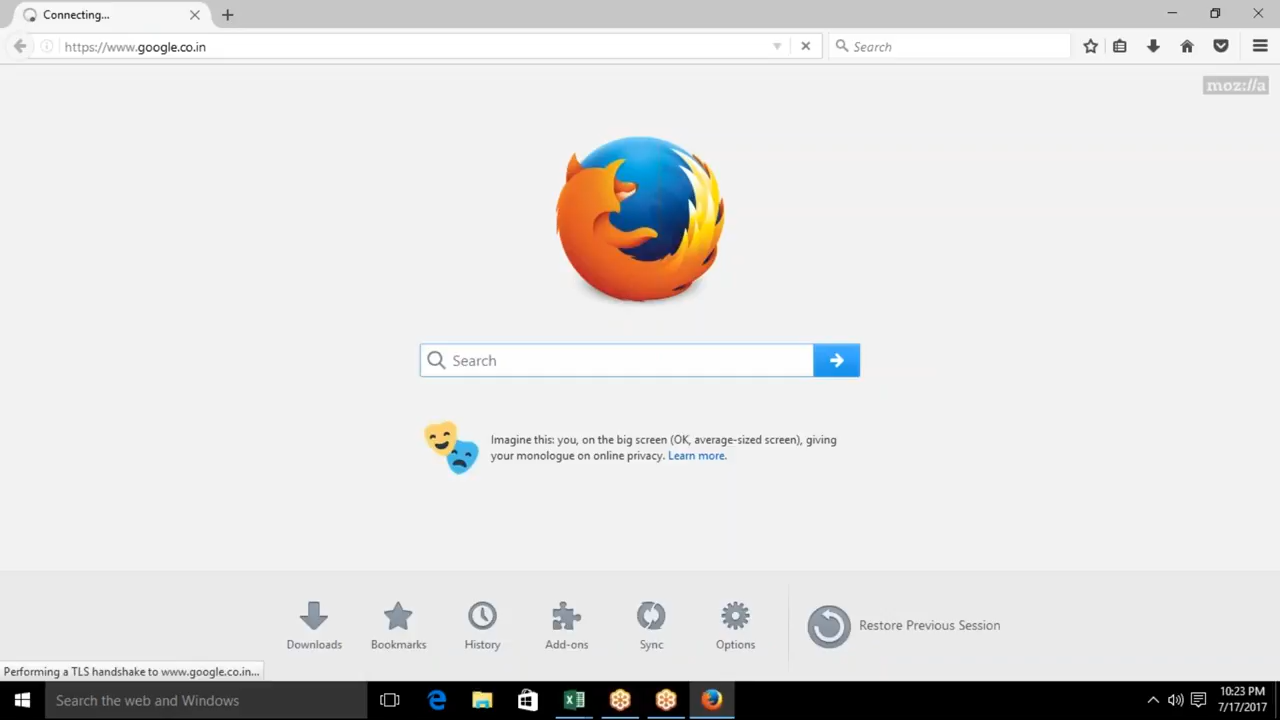 Connecting...
https://www.google.co.in
Search
moz://a
Search
Imagine this: you, on the big screen (OK, average-sized screen), giving
your monologue on online privacy. Learn more.
Downloads
Bookmarks
History
Add-ons
Sync
Options
Restore Previous Session
Performing a TLS handshake to www.google.co.in...
Search the web and Windows
10:23 PM
7/17/2017